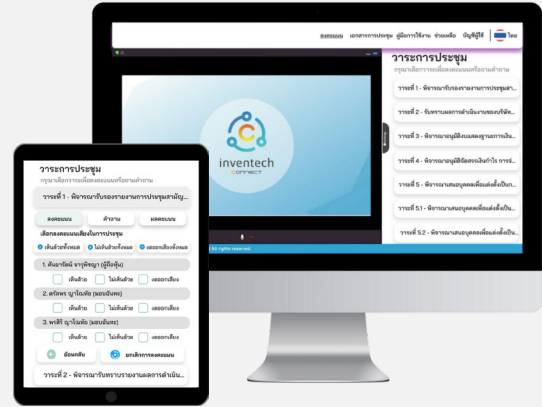 ลงคะแนน เอกสารการประชุม คู่มือการใช้งาน ช่วยเหลือ บัญชีผู้ใช้ ไทย
วาระการประชุม
กรุณาเลือกวาระเพื่อลงคะแนนหรือถามคำถาม
วาระที่ 1 - พิจารณารับรองรายงานการประชุมสา...
วาระที่ 2 - รับทราบผลการดำเนินงานของบริษัท...
วาระที่ 3 - พิจารณาอนุมัติงบแสดงฐานะการเงิน...
วาระที่ 4 - พิจารณาอนุมัติจัดสรรเงินกำไร การจ่...
วาระที่ 5 - พิจารณาเสนอบุคคลเพื่อแต่งตั้งเป็นก...
วาระที่ 5.1 - พิจารณาเสนอบุคคลเพื่อแต่งตั้งเป็น...
วาระที่ 5.2 - พิจารณาเสนอบุคคลเพื่อแต่งตั้งเป็น...
inventech
CONNECT
All rights reserved.
วาระการประชุม
กรุณาเลือกวาระเพื่อลงคะแนนหรือถามคำถาม
วาระที่ 1 - พิจารณารับรองรายงานการประชุมสามัญ...
ลงคะแนน คำถาม ผลคะแนน
เลือกลงคะแนนเสียงในการประชุม
เห็นด้วยทั้งหมด ไม่เห็นด้วยทั้งหมด งดออกเสียงทั้งหมด
1. ศันยารัตน์ จารุพิชญา (ผู้ถือหุ้น)
เห็นด้วย ไม่เห็นด้วย งดออกเสียง
2. ดรัลพร ญาโณทัย (มอบฉันทะ)
เห็นด้วย ไม่เห็นด้วย งดออกเสียง
3. พรสิริ ญาโณทัย (มอบฉันทะ)
เห็นด้วย ไม่เห็นด้วย งดออกเสียง
ย้อนกลับ ยกเลิกการลงคะแนน
วาระที่ 2 - พิจารณารับทราบรายงานผลการดำเนิน...